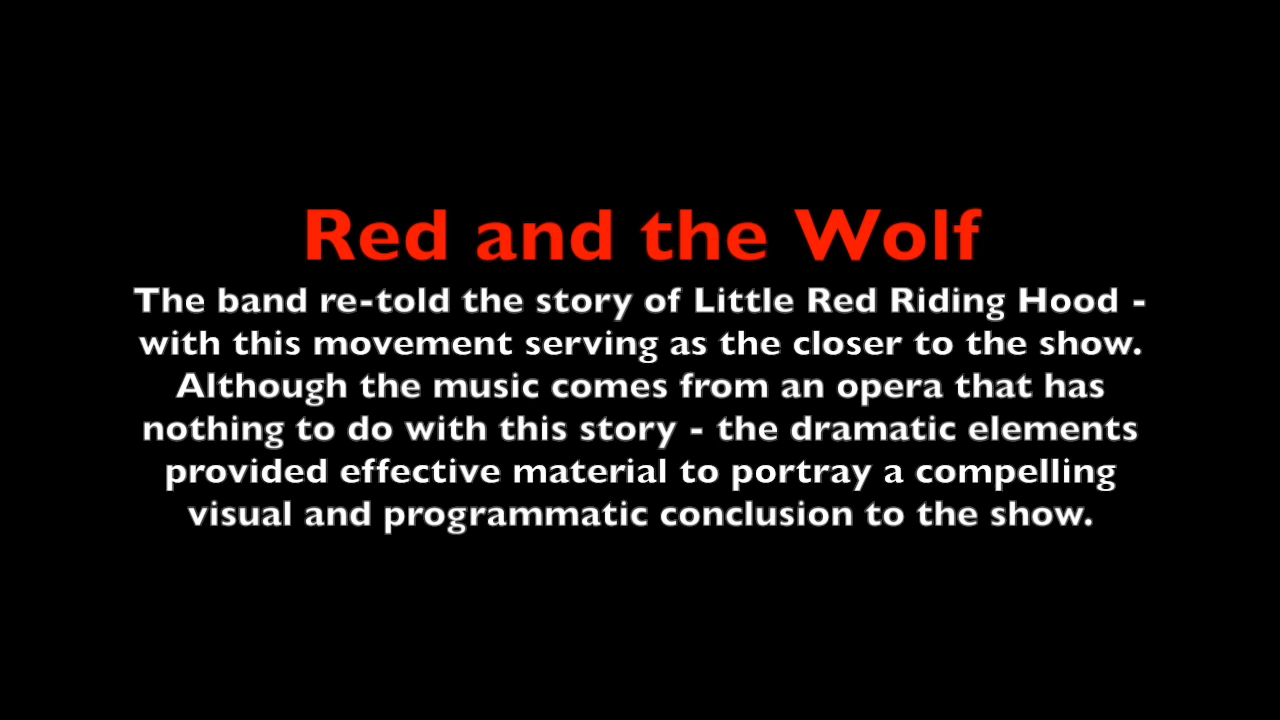 Red and the Wolf
The band re-told the story of Little Red Riding Hood -
with this movement serving as the closer to the show.
Although the music comes from an opera that has
nothing to do with this story - the dramatic elements
provided effective material to portray a compelling
visual and programmatic conclusion to the show.